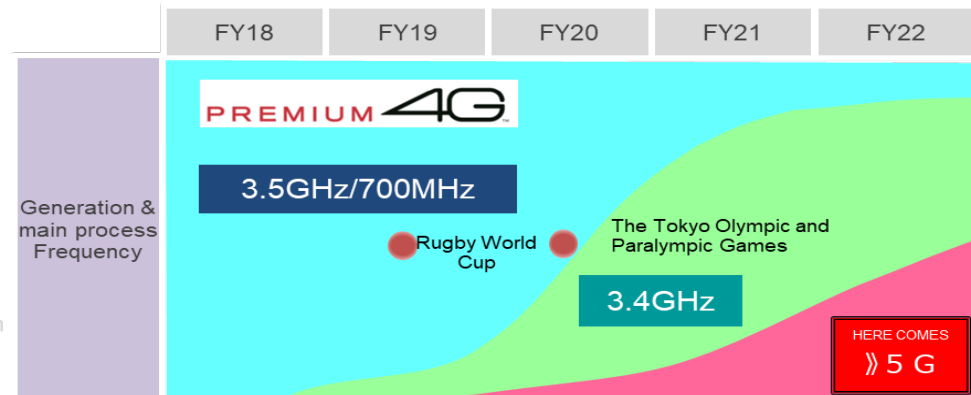 FY18 FY19 FY20 FY21 FY22
PREMIUM 4G
3.5GHz/700MHz
Generation &
main process
Frequency
Rugby World
Cup
The Tokyo Olympic and
Paralympic Games
3.4GHz
HERE COMES
⟫ 5 G